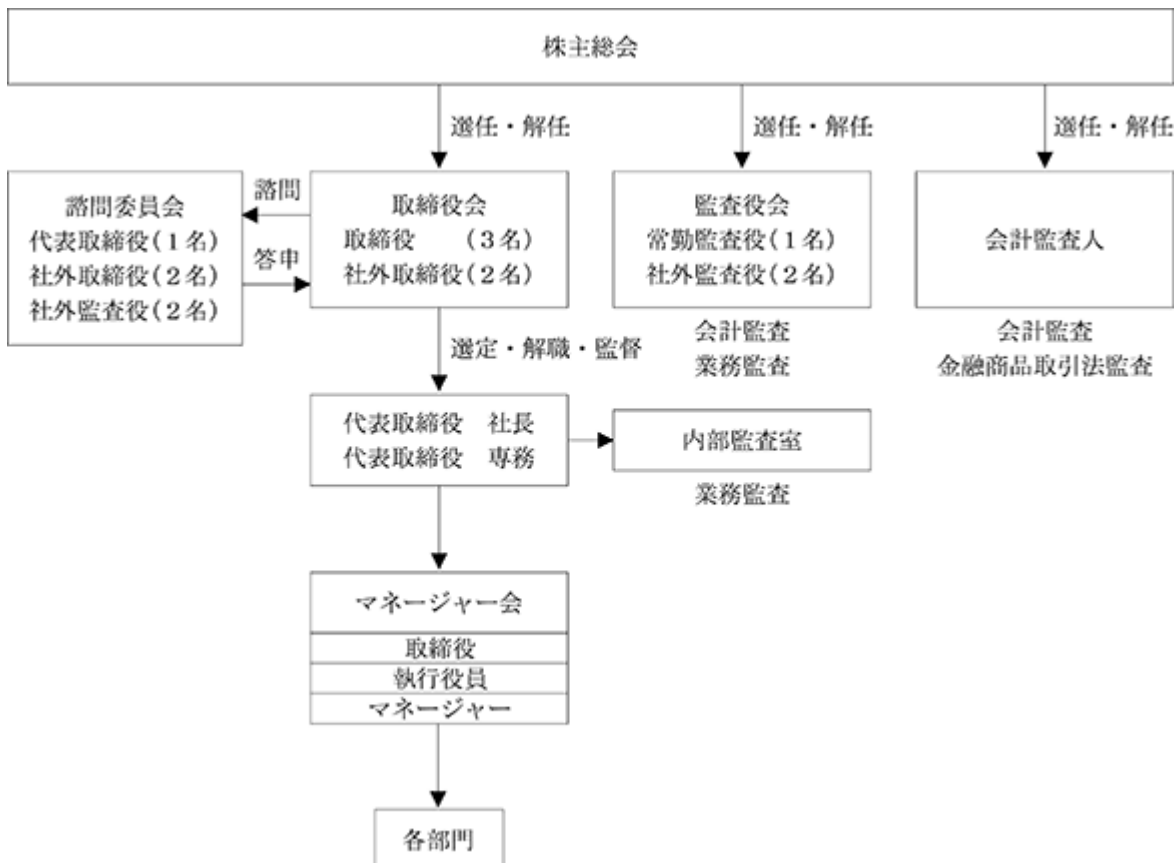 株主総会
選任・解任
選任・解任
選任・解任
諮問委員会
代表取締役(1名)
社外取締役(2名)
社外監査役(2名)
諮問
答申
取締役会
取締役　(3名)
社外取締役(2名)
監査役会
常勤監査役(1名)
社外監査役(2名)
会計監査
業務監査
会計監査人
会計監査
金融商品取引法監査
選定・解職・監督
代表取締役　社長
代表取締役　専務
内部監査室
業務監査
マネージャー会
取締役
執行役員
マネージャー
各部門